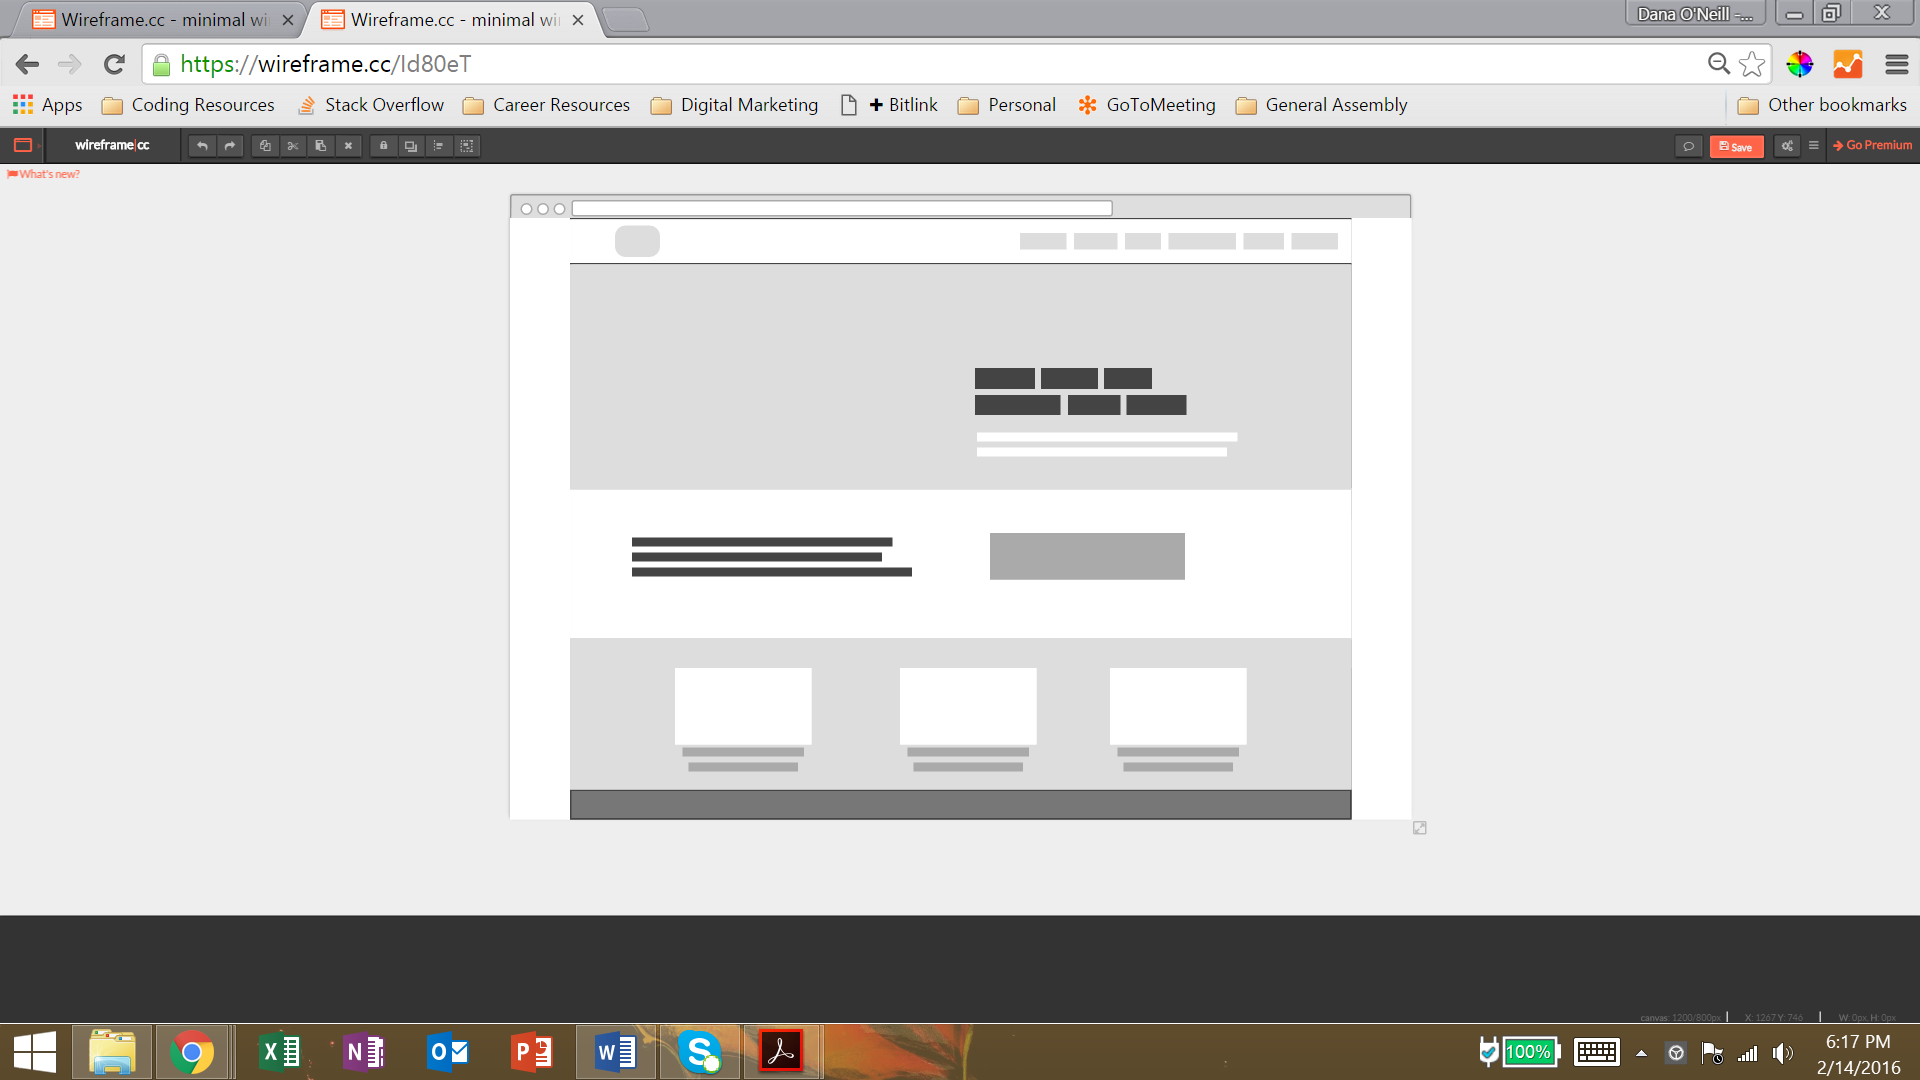 Wireframe.cc - minimal wi
Wireframe.cc - minimal wi
Dana O'Neill -...
https://wireframe.cc/Id80eT
Apps
Coding Resources
Stack Overflow
Career Resources
Digital Marketing
+ Bitlink
Personal
GoToMeeting
General Assembly
Other bookmarks
wireframe|cc
Save
Go Premium
What's new?
canvas: 1200/800px
X: 1267 Y: 746
W: 0px, H: 0px
100%
6:17 PM
2/14/2016